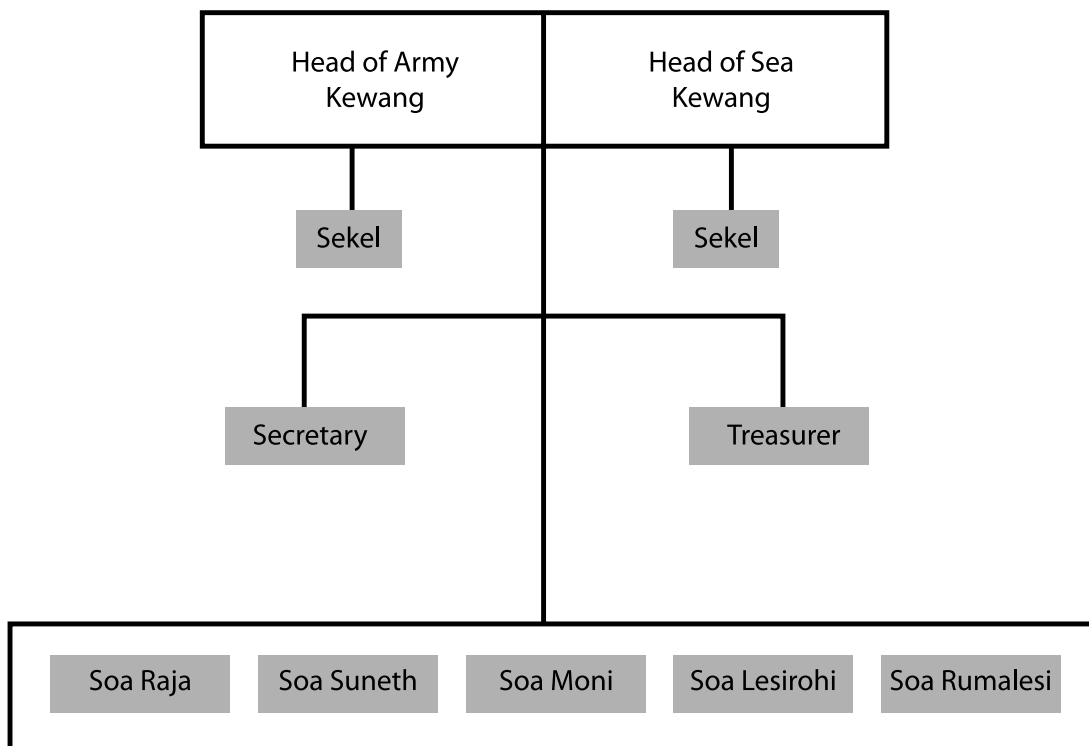 Head of Army
Kewang
Head of Sea
Kewang
Sekel
Sekel
Secretary
Treasurer
Soa Raja
Soa Suneth
Soa Moni
Soa Lesirohi
Soa Rumalesi